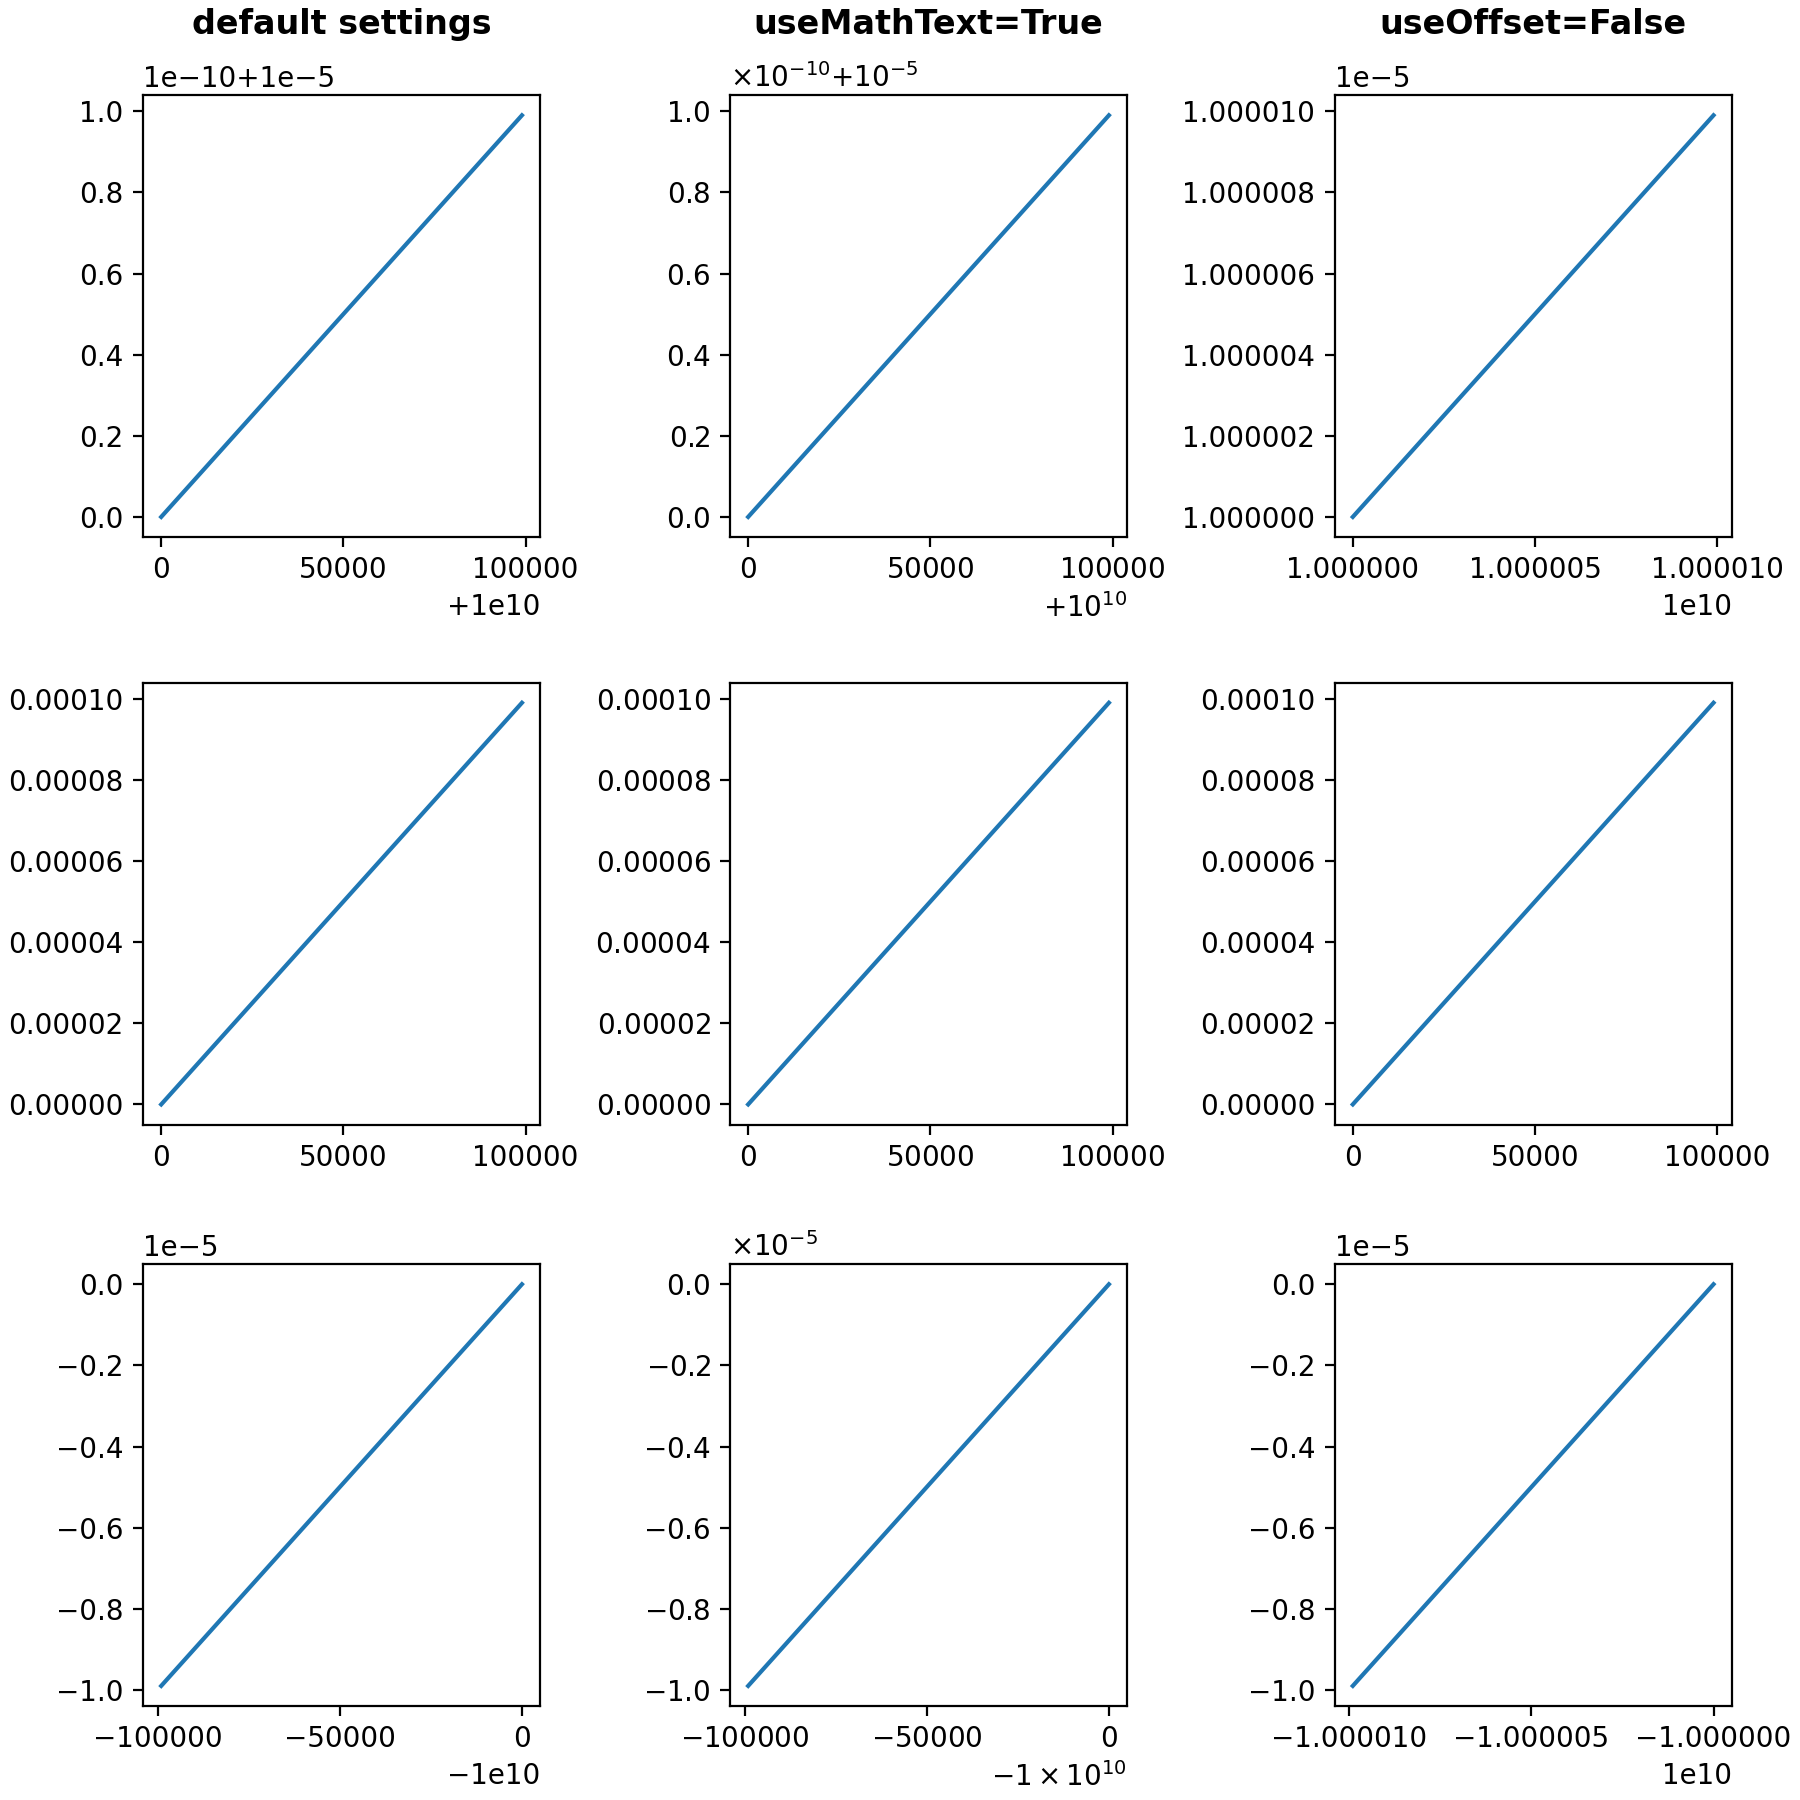 default settings useMathText=True useOffset=False
1e−10+1e−5 ×10⁻¹⁰+10⁻⁵ 1e−5
1.0 1.0 1.000010
0.8 0.8 1.000008
0.6 0.6 1.000006
0.4 0.4 1.000004
0.2 0.2 1.000002
0.0 0.0 1.000000
0 50000 100000 0 50000 100000 1.000000 1.000005 1.000010
+1e10 +10¹⁰ 1e10
0.00010 0.00010 0.00010
0.00008 0.00008 0.00008
0.00006 0.00006 0.00006
0.00004 0.00004 0.00004
0.00002 0.00002 0.00002
0.00000 0.00000 0.00000
0 50000 100000 0 50000 100000 0 50000 100000
1e−5 ×10⁻⁵ 1e−5
0.0 0.0 0.0
−0.2 −0.2 −0.2
−0.4 −0.4 −0.4
−0.6 −0.6 −0.6
−0.8 −0.8 −0.8
−1.0 −1.0 −1.0
−100000 −50000 0 −100000 −50000 0 −1.000010 −1.000005 −1.000000
−1e10 −1 × 10¹⁰ 1e10